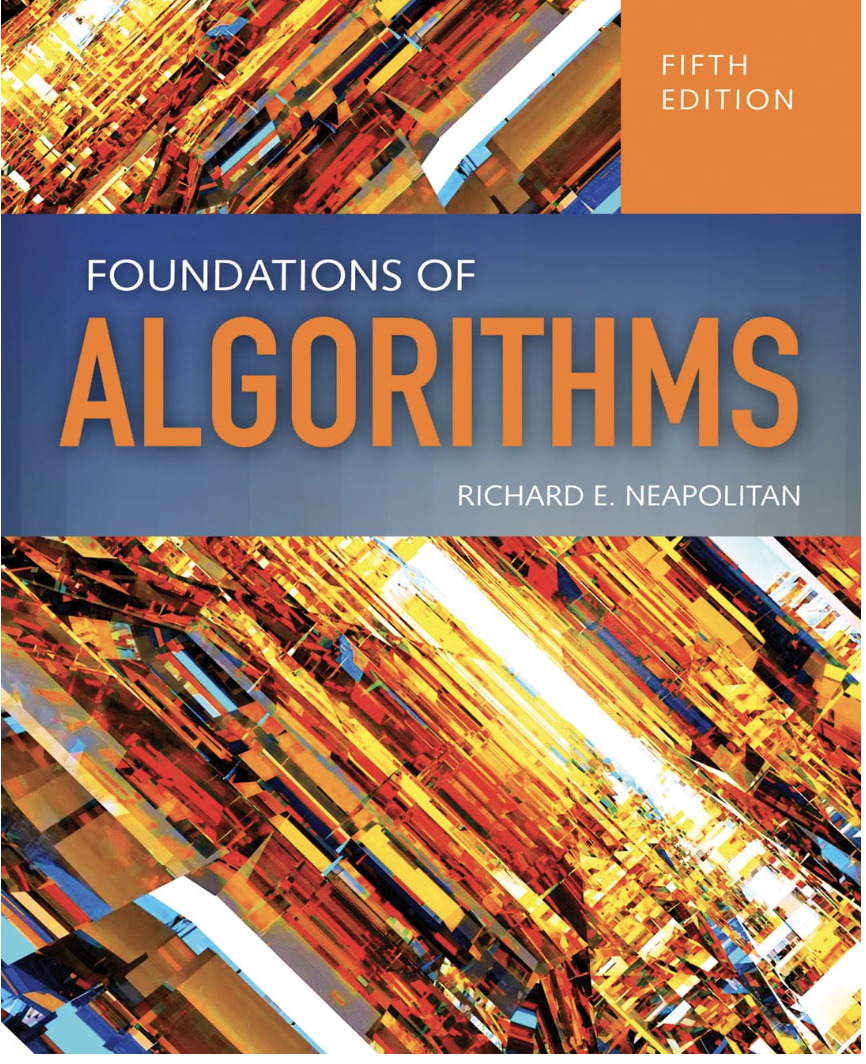 FIFTH
EDITION
FOUNDATIONS OF
ALGORITHMS
RICHARD E. NEAPOLITAN